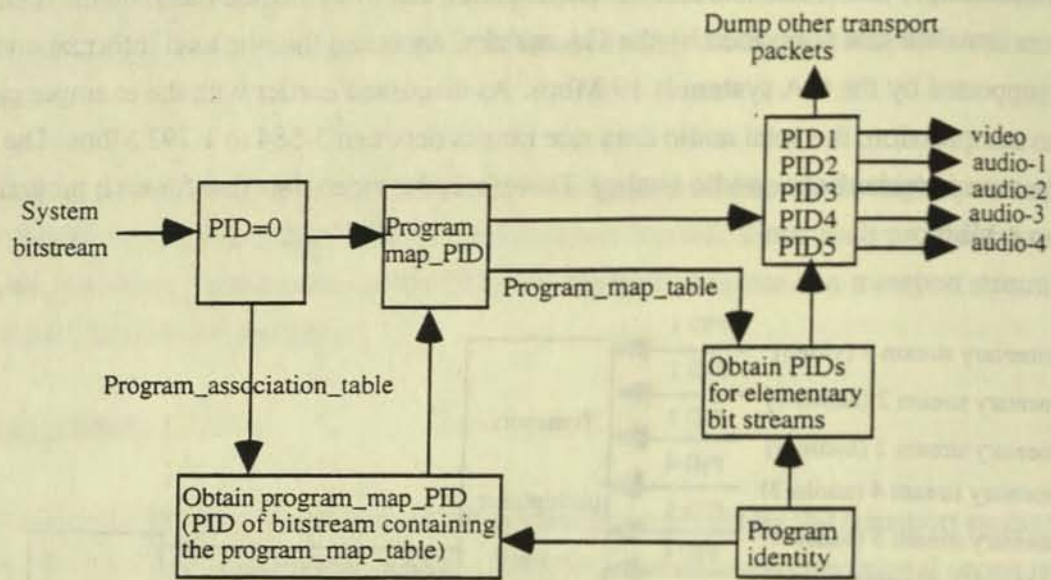 Dump other transport
packets
PID1
PID2
PID3
PID4
PID5
video
audio-1
audio-2
audio-3
audio-4
System
bitstream
PID=0
Program
map_PID
Program_map_table
Program_association_table
Obtain PIDs
for elementary
bit streams
Obtain program_map_PID
(PID of bitstream containing
the program_map_table)
Program
identity